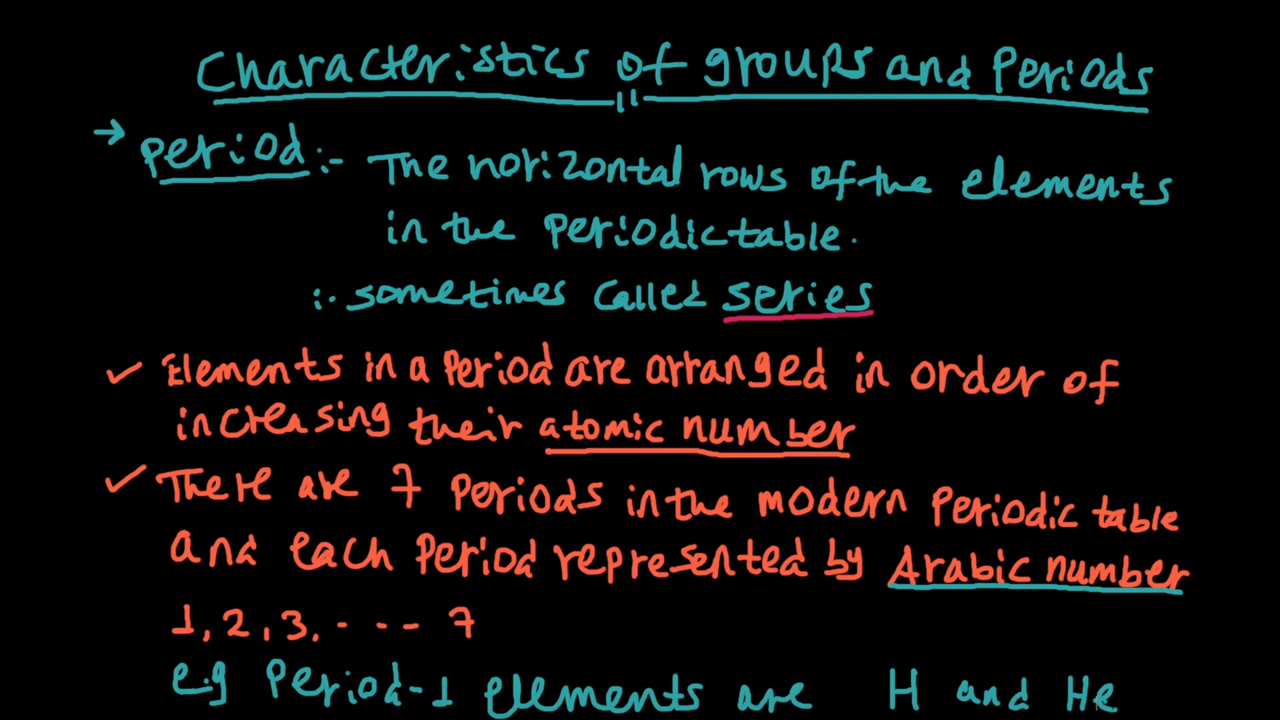 Characteristics of groups and Periods
→ Period :- The horizontal rows of the elements
in the Periodic table.
:. sometimes called series
✓ Elements in a Period are arranged in order of
increasing their atomic number
✓ There are 7 Periods in the modern Periodic table
and each Period represented by Arabic number
1, 2, 3, - - - - 7
e.g Period-1 elements are H and He